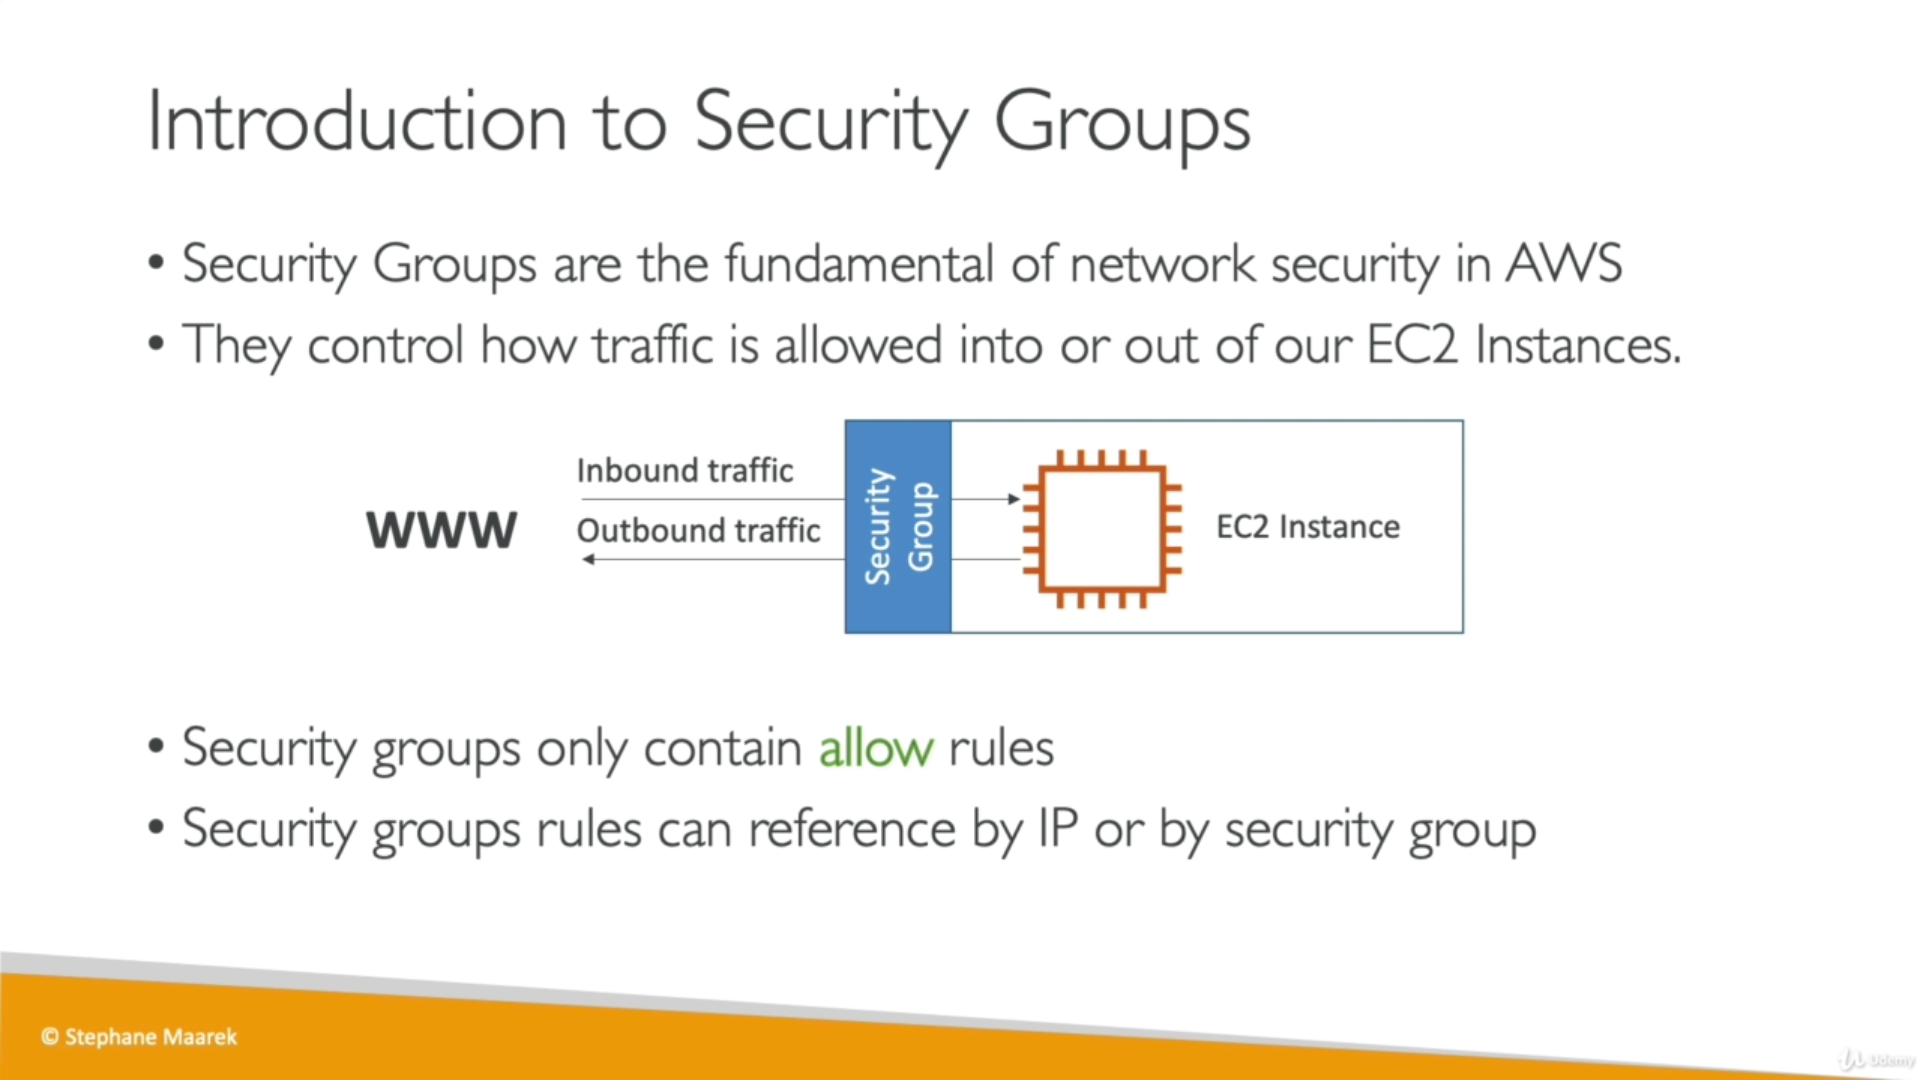 Introduction to Security Groups
• Security Groups are the fundamental of network security in AWS
• They control how traffic is allowed into or out of our EC2 Instances.
WWW
Inbound traffic
Outbound traffic
Security
Group
EC2 Instance
• Security groups only contain allow rules
• Security groups rules can reference by IP or by security group
© Stephane Maarek
Udemy